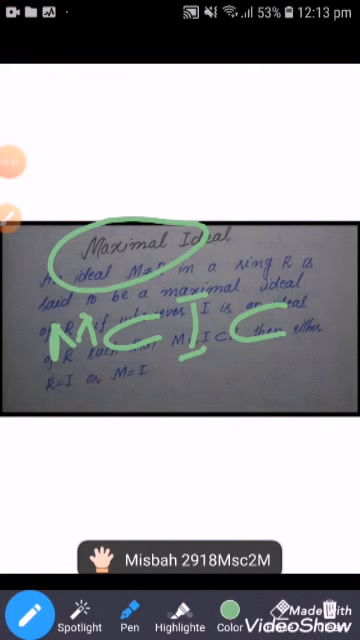 53% 12:13 pm
Maximal Ideal
An ideal M≠R in a ring R is
said to be a maximal ideal
of R if whenever I is an ideal
of R such that M⊂I⊂ then either
R=I or M=I
M⊂I⊂
Misbah 2918Msc2M
Spotlight Pen Highlighte Color
Made with
VideoShow